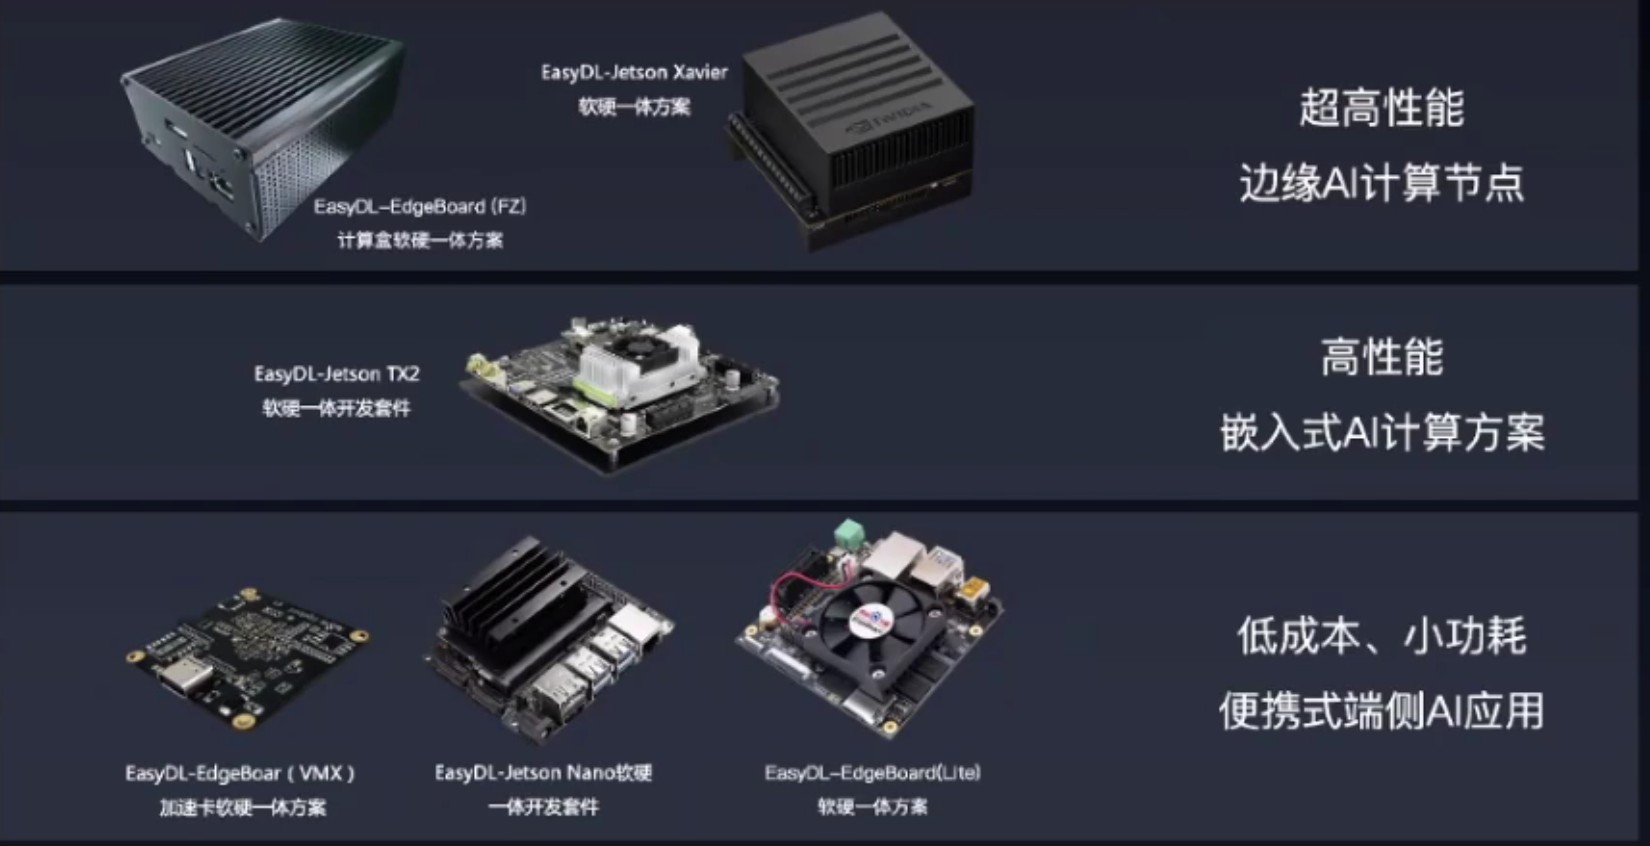 EasyDL-Jetson Xavier
软硬一体方案
NVIDIA
EasyDL-EdgeBoard (FZ)
计算盒软硬一体方案
超高性能
边缘AI计算节点
EasyDL-Jetson TX2
软硬一体开发套件
高性能
嵌入式AI计算方案
EasyDL-EdgeBoar ( VMX )
加速卡软硬一体方案
EasyDL-Jetson Nano软硬
一体开发套件
EasyDL-EdgeBoard(Lite)
软硬一体方案
低成本、小功耗
便携式端侧AI应用